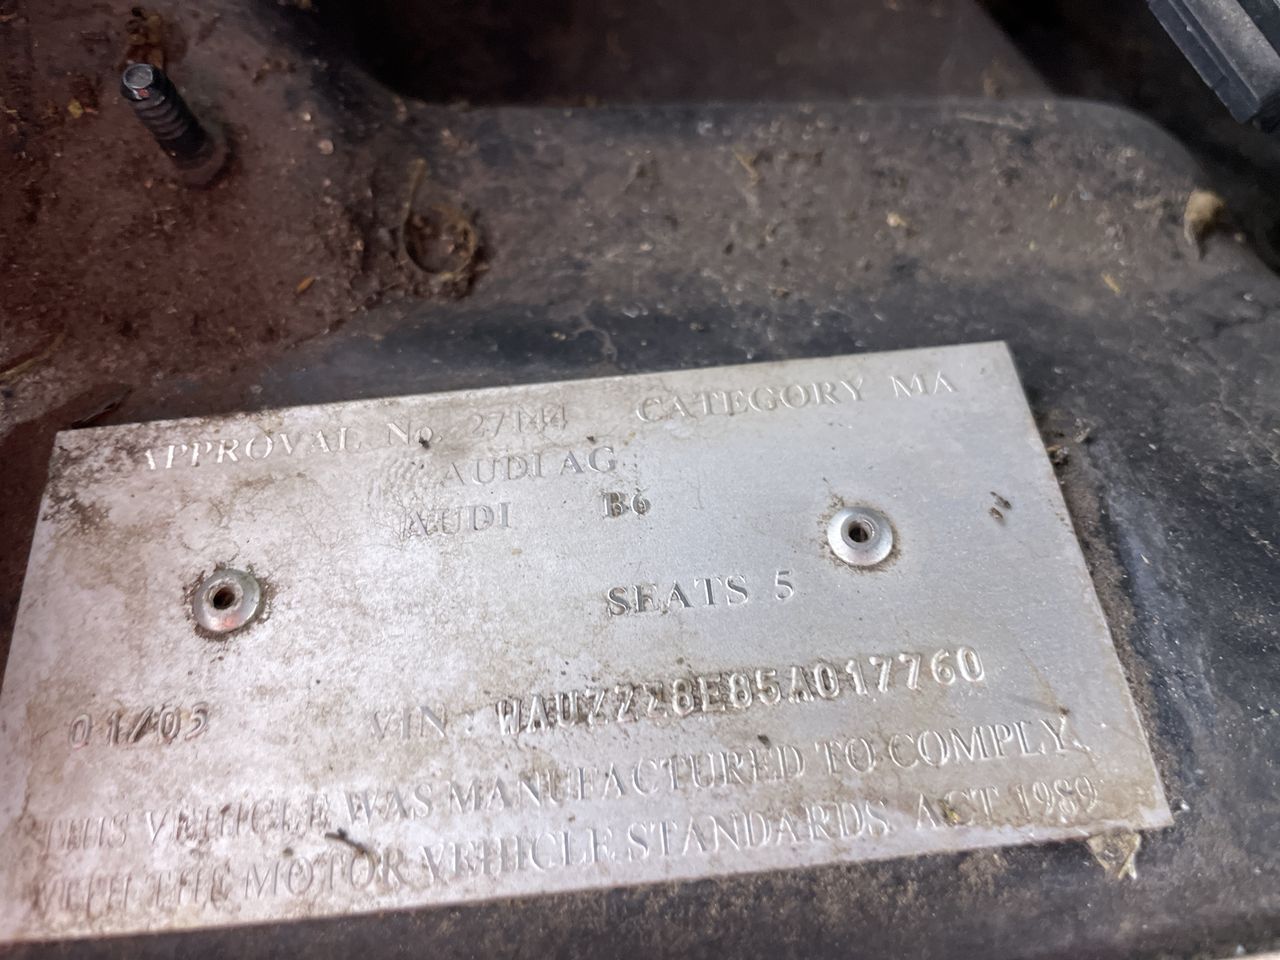 APPROVAL No. 27144 CATEGORY MA
AUDI AG
AUDI B6
SEATS 5
01/05 VIN WAUZZZ8E85A017760
THIS VEHICLE WAS MANUFACTURED TO COMPLY
WITH THE MOTOR VEHICLE STANDARDS ACT 1989